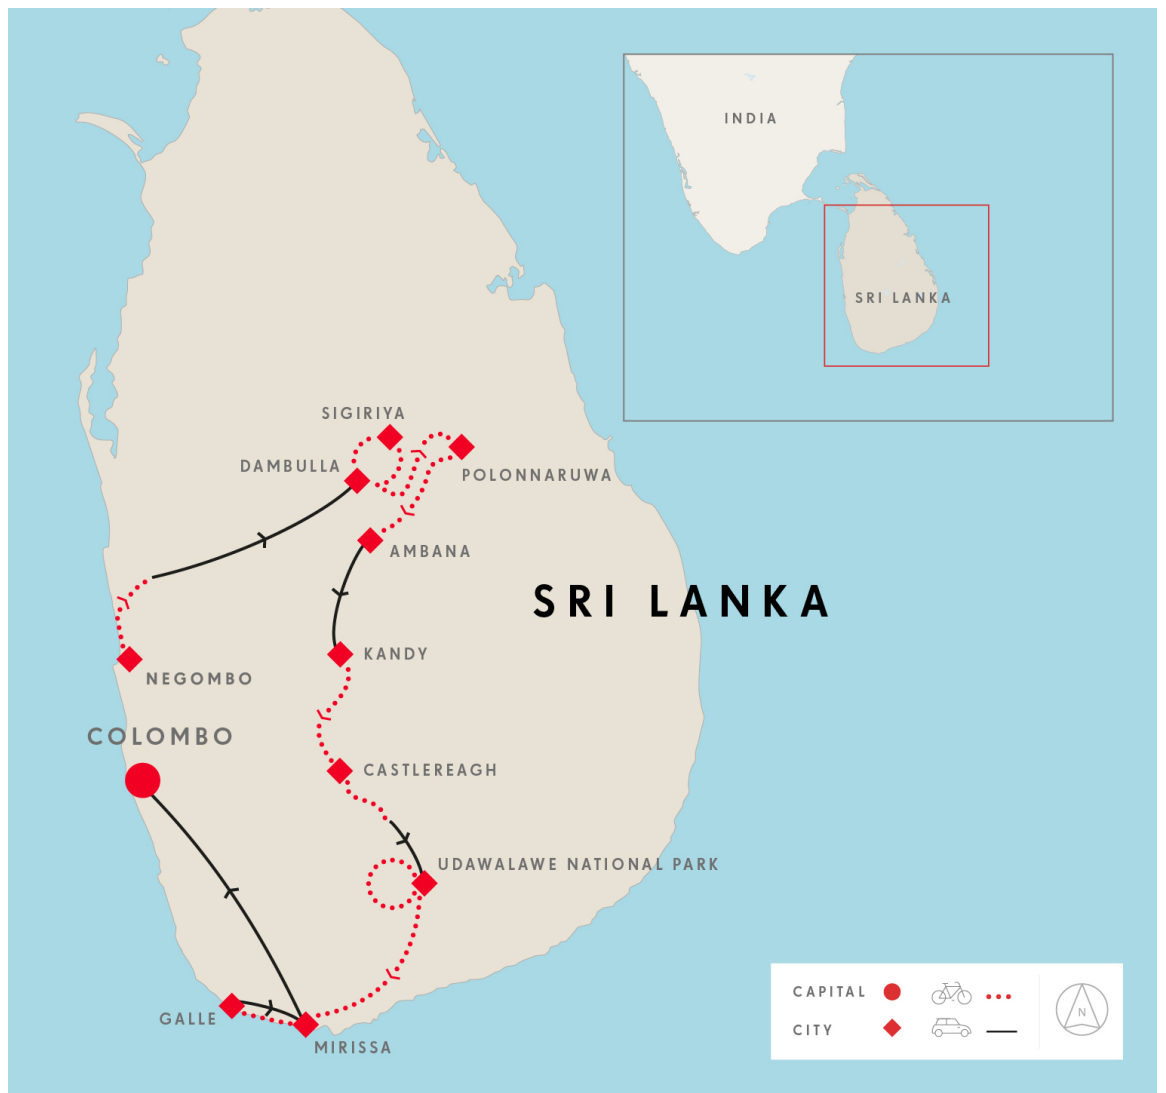 INDIA
SRI LANKA
SIGIRIYA
DAMBULLA
POLONNARUWA
AMBANA
SRI LANKA
KANDY
NEGOMBO
COLOMBO
CASTLEREAGH
UDAWALAWE NATIONAL PARK
GALLE
MIRISSA
CAPITAL
CITY
N